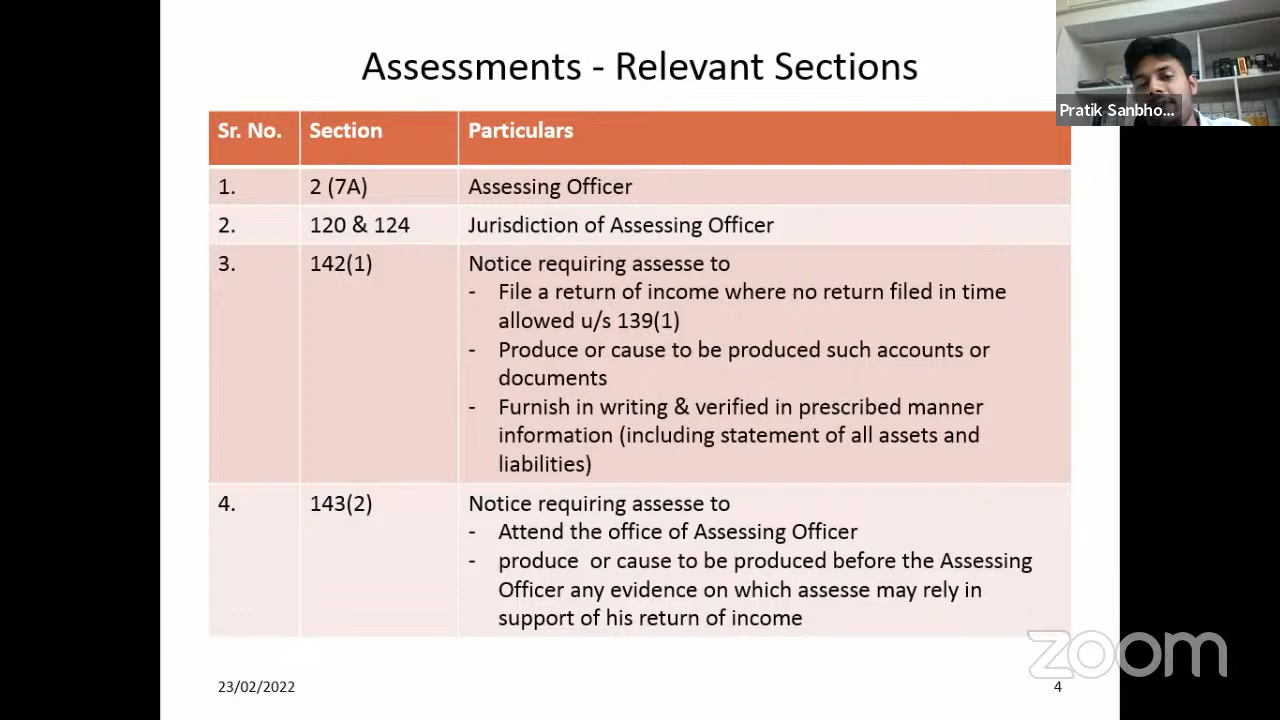 Assessments - Relevant Sections
Pratik Sanbho...
Sr. No. Section Particulars
1. 2 (7A) Assessing Officer
2. 120 & 124 Jurisdiction of Assessing Officer
3. 142(1) Notice requiring assesse to
- File a return of income where no return filed in time
allowed u/s 139(1)
- Produce or cause to be produced such accounts or
documents
- Furnish in writing & verified in prescribed manner
information (including statement of all assets and
liabilities)
4. 143(2) Notice requiring assesse to
- Attend the office of Assessing Officer
- produce or cause to be produced before the Assessing
Officer any evidence on which assesse may rely in
support of his return of income
zoom
23/02/2022 4